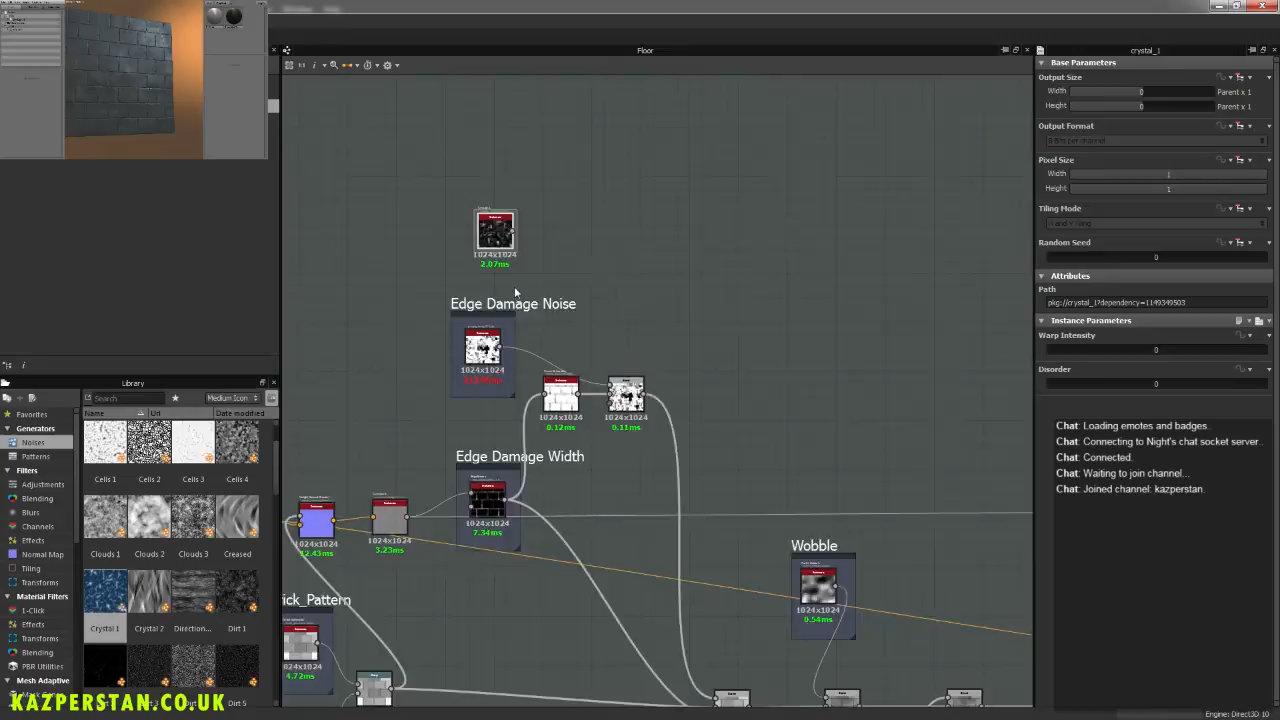 Floor
crystal_1
Base Parameters
Output Size
Width 0 Parent x 1
Height 0 Parent x 1
Output Format
Pixel Size
Width 1
Height 1
Tiling Mode
Random Seed
0
Attributes
Path
pkg://crystal_1?dependency=1149349503
Instance Parameters
Warp Intensity
0
Disorder
0
Chat: Loading emotes and badges.
Chat: Connecting to Night's chat socket server..
Chat: Connected.
Chat: Waiting to join channel...
Chat: Joined channel: kazperstan.
1024x1024
2.07ms
Edge Damage Noise
1024x1024
1024x1024
0.12ms
1024x1024
0.11ms
Edge Damage Width
1024x1024
7.34ms
1024x1024
12.43ms
1024x1024
3.23ms
Wobble
1024x1024
0.54ms
rick_Pattern
1024x1024
4.72ms
Library
Search
Medium Icon
Favorites
Generators
Noises
Patterns
Filters
Adjustments
Blending
Blurs
Channels
Effects
Normal Map
Tiling
Transforms
Material Filters
1-Click
Effects
Transforms
Blending
PBR Utilities
Mesh Adaptive
Name Url Date modified
Cells 1 Cells 2 Cells 3 Cells 4
Clouds 1 Clouds 2 Clouds 3 Creased
Crystal 1 Crystal 2 Direction... Dirt 1
Dirt 5
KAZPERSTAN.CO.UK
Engine: Direct3D 10